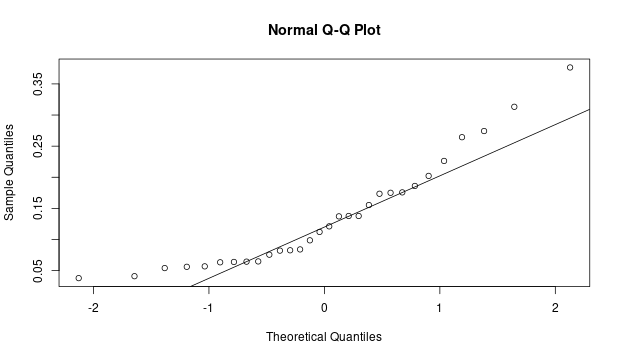 Normal Q-Q Plot
0.35
0.25
0.15
0.05
Sample Quantiles
-2 -1 0 1 2
Theoretical Quantiles